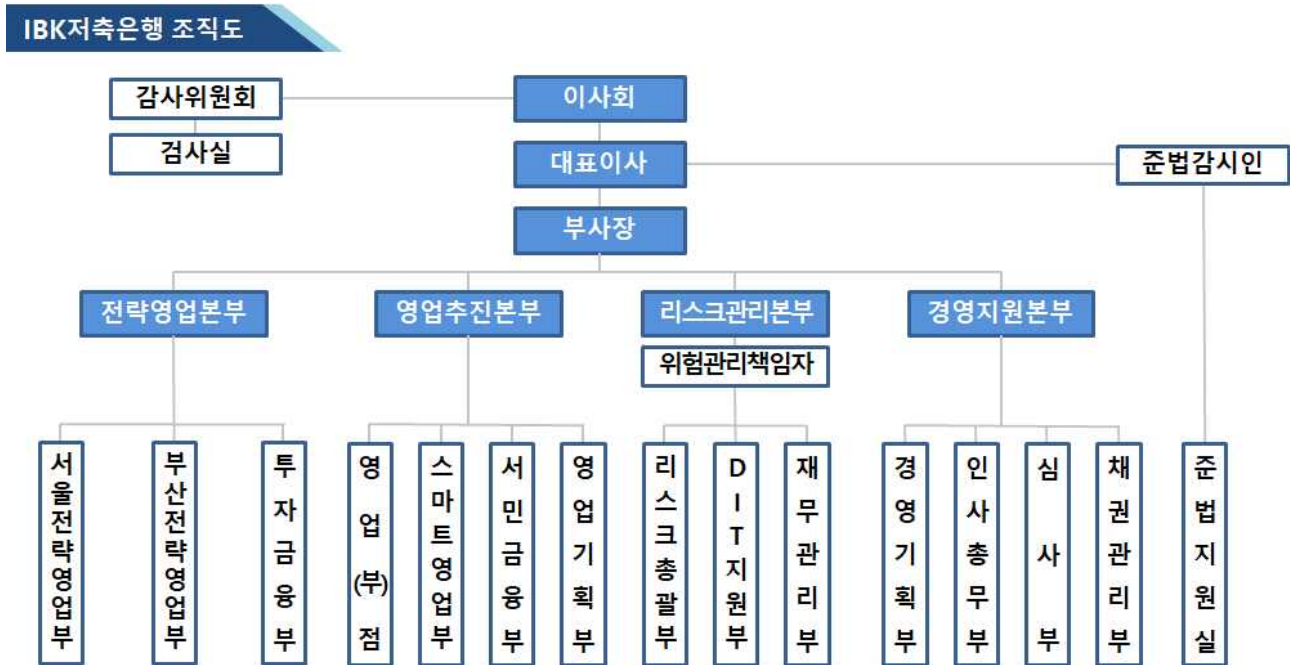 IBK저축은행 조직도
감사위원회
이사회
검사실
대표이사
준법감시인
부사장
전략영업본부
영업추진본부
리스크관리본부
경영지원본부
위험관리책임자
서울전략영업부
부산전략영업부
투자금융부
영업(부)점
스마트영업부
서민금융부
영업기획부
리스크총괄부
DIT지원부
재무관리부
경영기획부
인사총무부
심사부
채권관리부
준법지원실